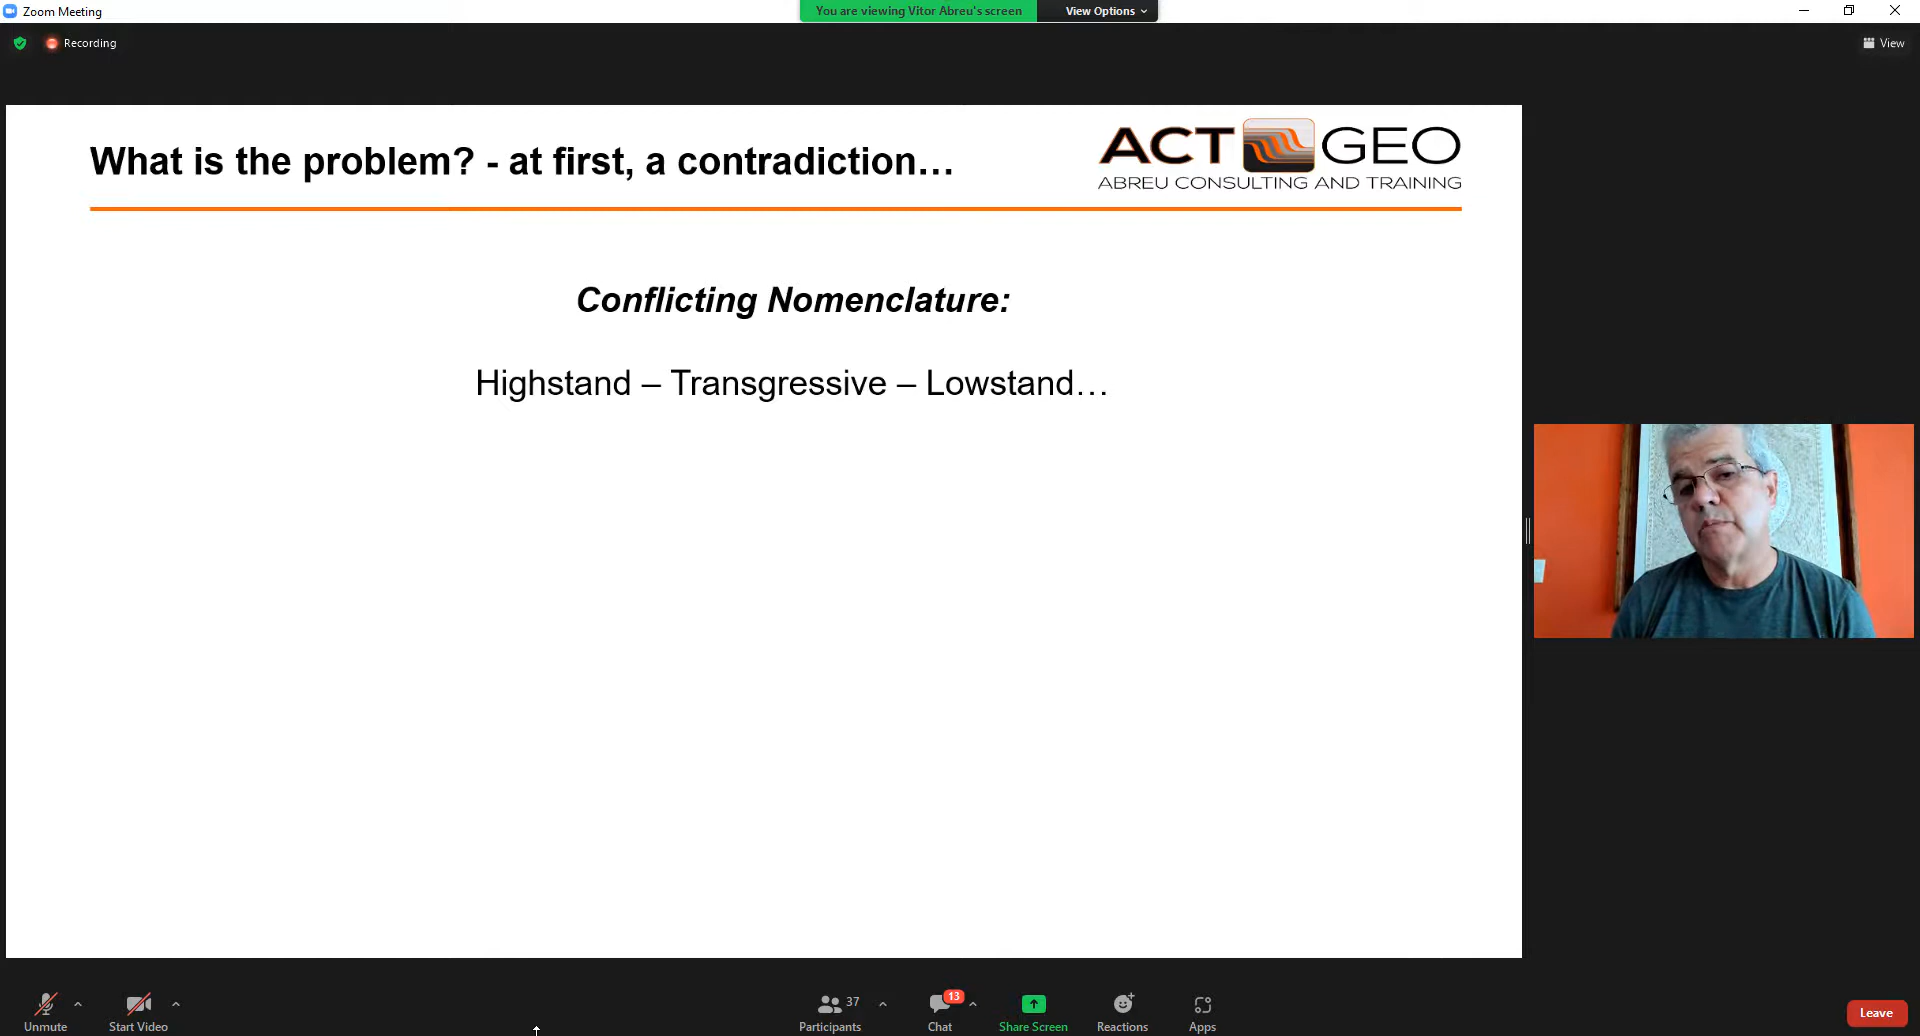 Zoom Meeting
You are viewing Vitor Abreu's screen
View Options
Recording
View
What is the problem? - at first, a contradiction…
ACT GEO
ABREU CONSULTING AND TRAINING
Conflicting Nomenclature:
Highstand – Transgressive – Lowstand…
Unmute
Start Video
37
Participants
13
Chat
Share Screen
Reactions
Apps
Leave